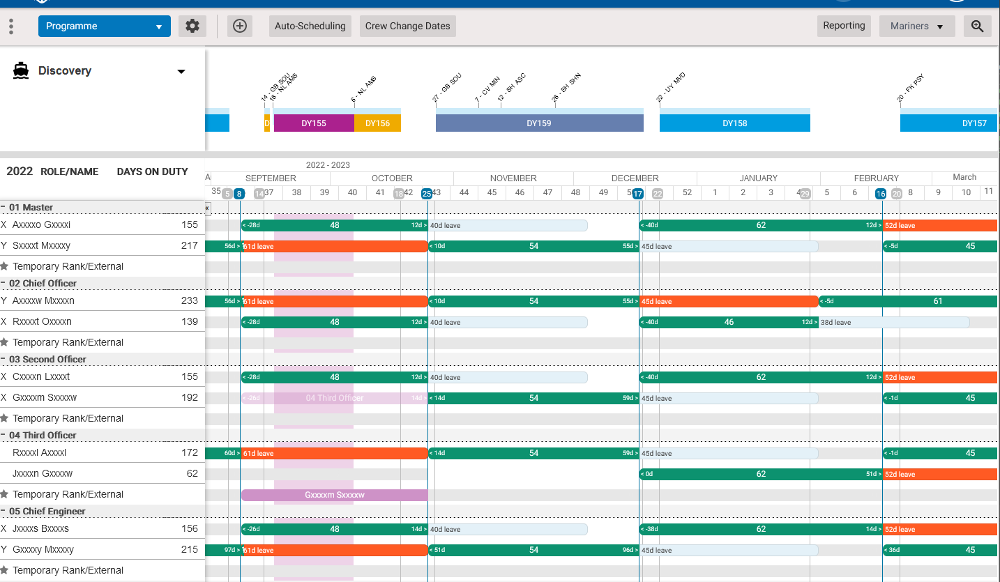 Programme Auto-Scheduling Crew Change Dates Reporting Mariners
Discovery
14 - GB SOU 16 - NL AMS 6 - NL AMS 27 - GB SOU 7 - CV MIN 12 - SH ASC 26 - SH SHN 22 - UY MVD 20 - FK PSY
D DY155 DY156 DY159 DY158 DY157
2022 - 2023
2022 ROLE/NAME DAYS ON DUTY
A SEPTEMBER OCTOBER NOVEMBER DECEMBER JANUARY FEBRUARY March
35 5 8 14 37 38 39 40 41 18 42 25 43 44 45 46 47 48 49 5 17 22 52 1 2 3 4 29 5 6 16 20 8 9 10 11
- 01 Master «
X Axxxxo Gxxxxi 155 < -28d 48 12d > 40d leave < -40d 62 12d > 52d leave
Y Sxxxxt Mxxxxy 217 56d > 61d leave < 10d 54 55d > 45d leave < -5d 45
Temporary Rank/External
- 02 Chief Officer
Y Axxxxw Mxxxxn 233 56d > 61d leave < 10d 54 55d > 45d leave < -5d 61
X Rxxxxt Oxxxxn 139 < -28d 48 12d > 40d leave < -40d 46 12d > 38d leave
Temporary Rank/External
- 03 Second Officer
X Cxxxxn Lxxxxt 155 < -28d 48 12d > 40d leave < -40d 62 12d > 52d leave
X Gxxxxm Sxxxxw 192 < -26d 04 Third Officer 14d > < 14d 54 59d > 45d leave < -1d 45
Temporary Rank/External
- 04 Third Officer
Rxxxxl Axxxxl 172 60d > 61d leave < 14d 54 59d > 45d leave < -1d 45
Jxxxxn Gxxxxw 62 < 0d 62 51d > 52d leave
Temporary Rank/External Gxxxxm Sxxxxw
- 05 Chief Engineer
X Jxxxxs Bxxxxs 156 < -26d 48 14d > 40d leave < -38d 62 14d > 52d leave
Y Gxxxxy Mxxxxy 215 97d > 61d leave < 51d 54 96d > 45d leave < 36d 45
Temporary Rank/External